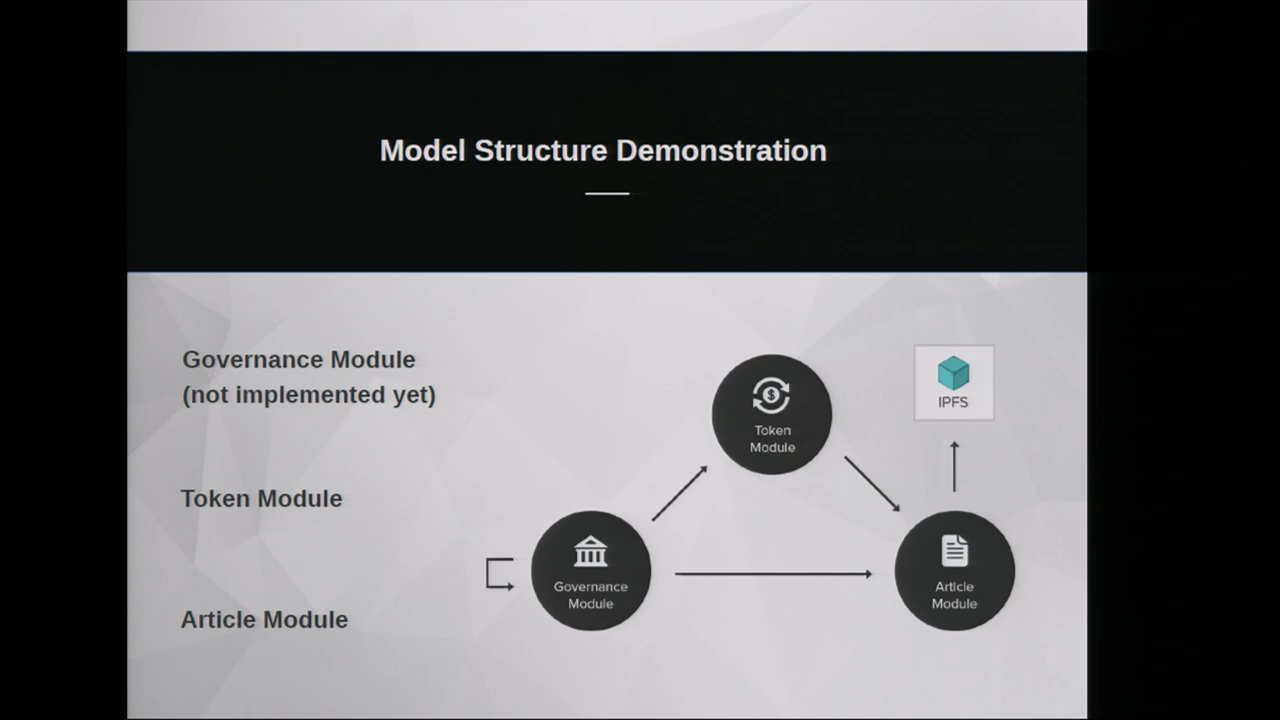 Model Structure Demonstration
Governance Module
(not implemented yet)
Token Module
Article Module
$
Token
Module
IPFS
Governance
Module
Article
Module